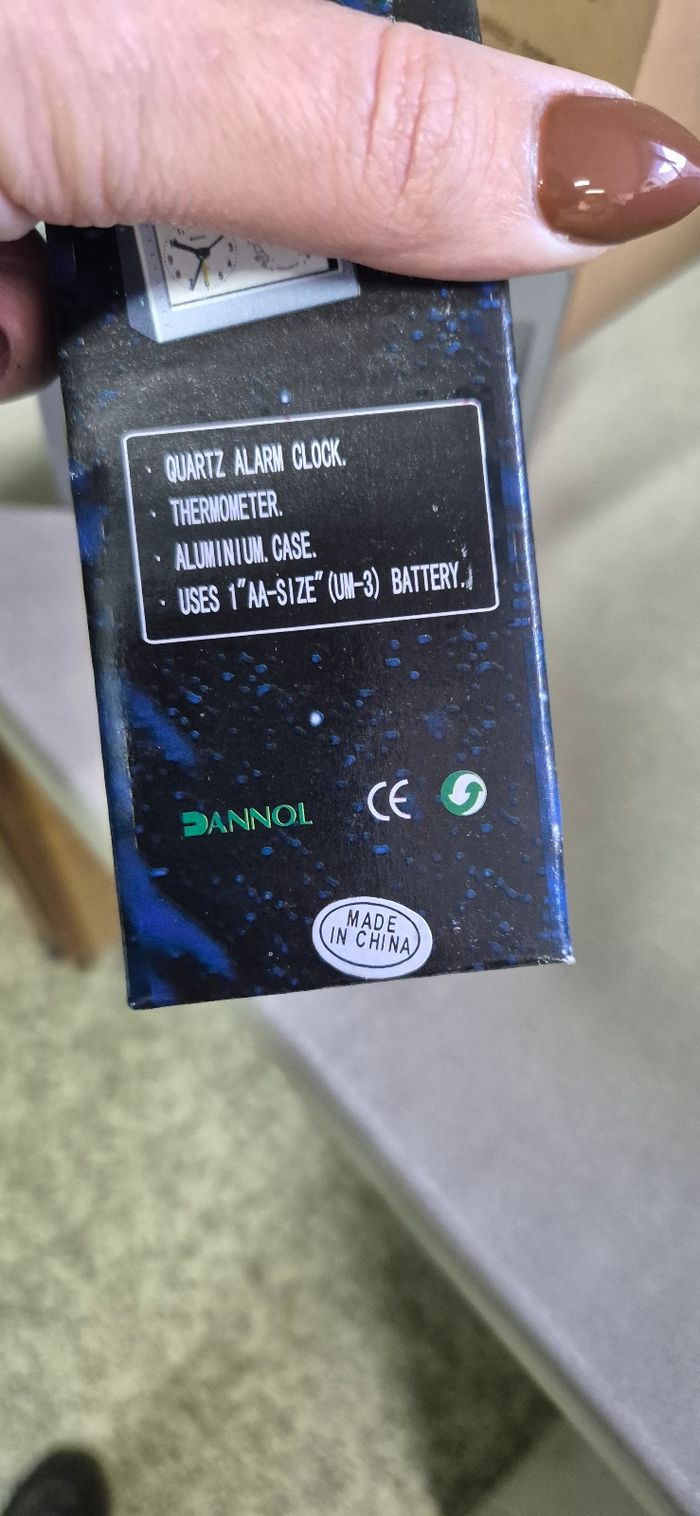 · QUARTZ ALARM CLOCK.
· THERMOMETER.
· ALUMINIUM. CASE.
· USES 1"AA-SIZE"(UM-3) BATTERY.
DANNOL
CE
MADE
IN CHINA